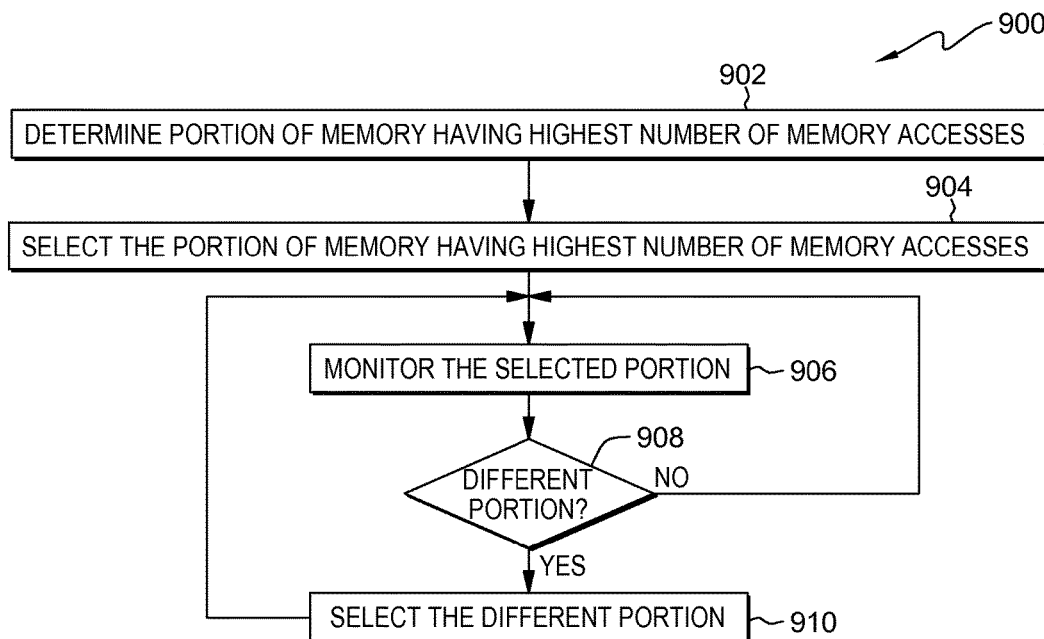 900
902
DETERMINE PORTION OF MEMORY HAVING HIGHEST NUMBER OF MEMORY ACCESSES
904
SELECT THE PORTION OF MEMORY HAVING HIGHEST NUMBER OF MEMORY ACCESSES
MONITOR THE SELECTED PORTION
906
908
DIFFERENT
PORTION?
NO
YES
SELECT THE DIFFERENT PORTION
910